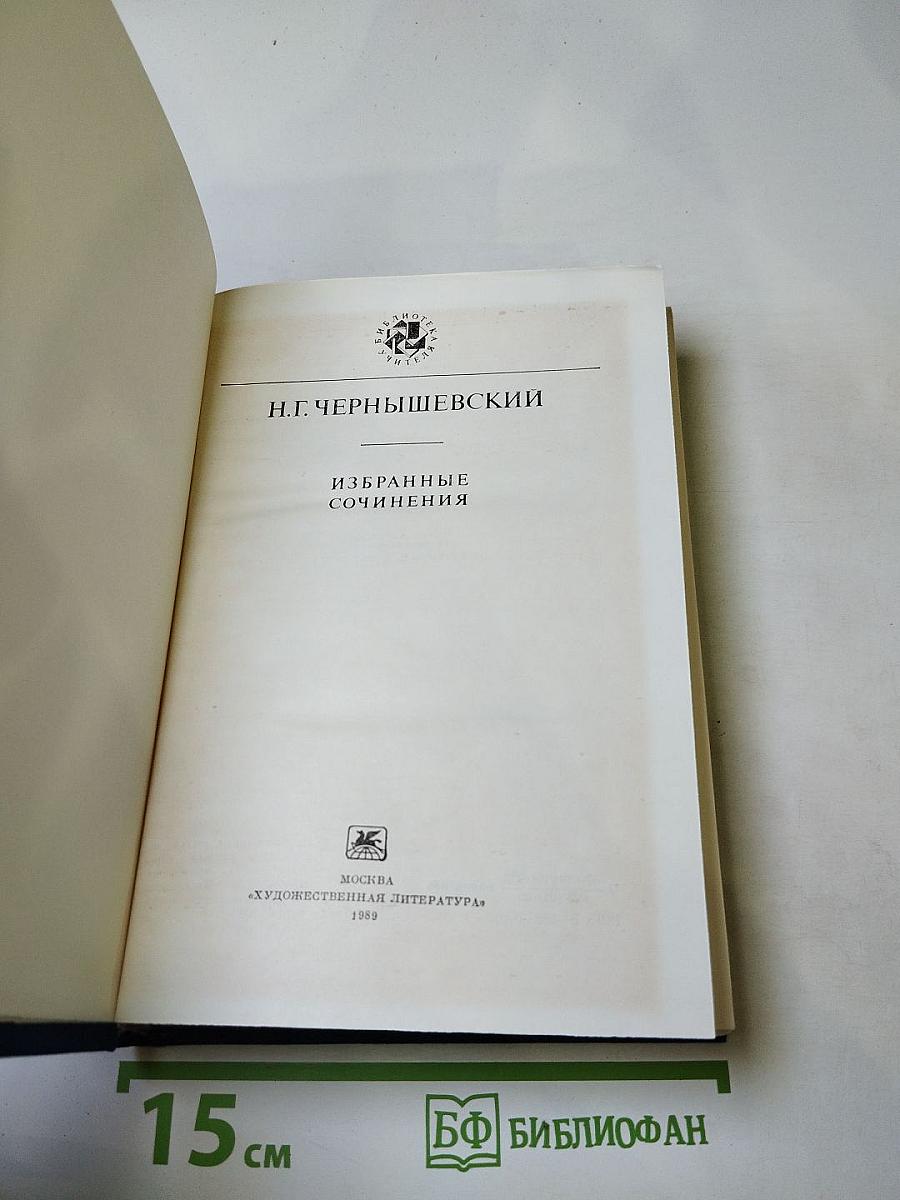 БИБЛИОТЕКА УЧИТЕЛЯ
Н.Г. ЧЕРНЫШЕВСКИЙ
ИЗБРАННЫЕ
СОЧИНЕНИЯ
МОСКВА
«ХУДОЖЕСТВЕННАЯ ЛИТЕРАТУРА»
1989
15 см
БФ БИБЛИОФАН